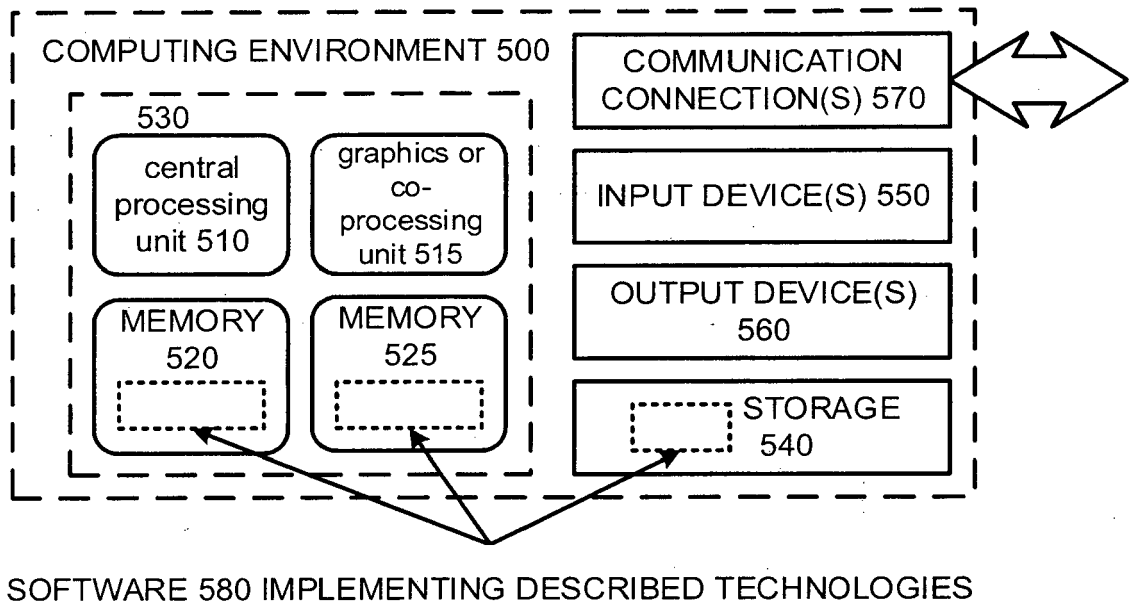 COMPUTING ENVIRONMENT 500
530
central
processing
unit 510
graphics or
co-
processing
unit 515
MEMORY
520
MEMORY
525
COMMUNICATION
CONNECTION(S) 570
INPUT DEVICE(S) 550
OUTPUT DEVICE(S)
560
STORAGE
540
SOFTWARE 580 IMPLEMENTING DESCRIBED TECHNOLOGIES